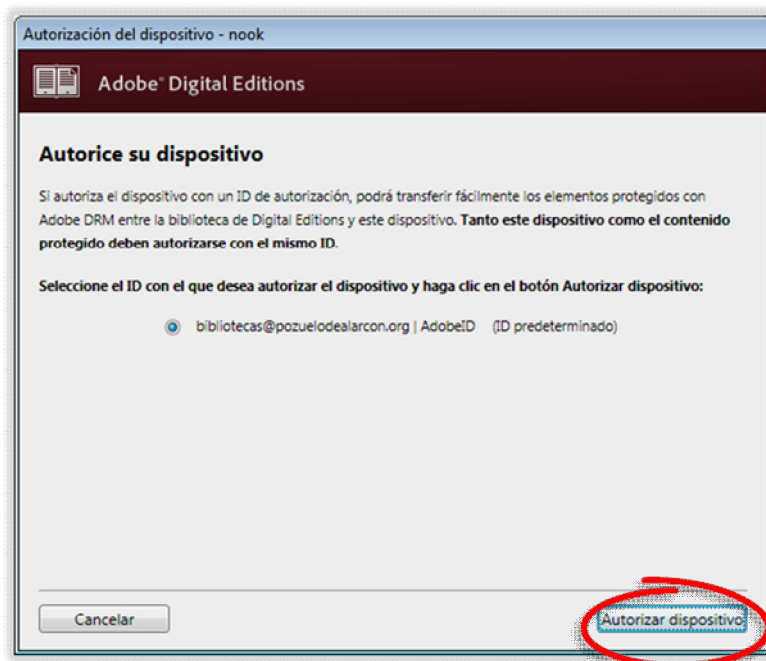 Autorización del dispositivo - nook
Adobe® Digital Editions
Autorice su dispositivo
Si autoriza el dispositivo con un ID de autorización, podrá transferir fácilmente los elementos protegidos con
Adobe DRM entre la biblioteca de Digital Editions y este dispositivo. Tanto este dispositivo como el contenido
protegido deben autorizarse con el mismo ID.
Seleccione el ID con el que desea autorizar el dispositivo y haga clic en el botón Autorizar dispositivo:
bibliotecas@pozuelodealarcon.org | AdobeID (ID predeterminado)
Cancelar
Autorizar dispositivo